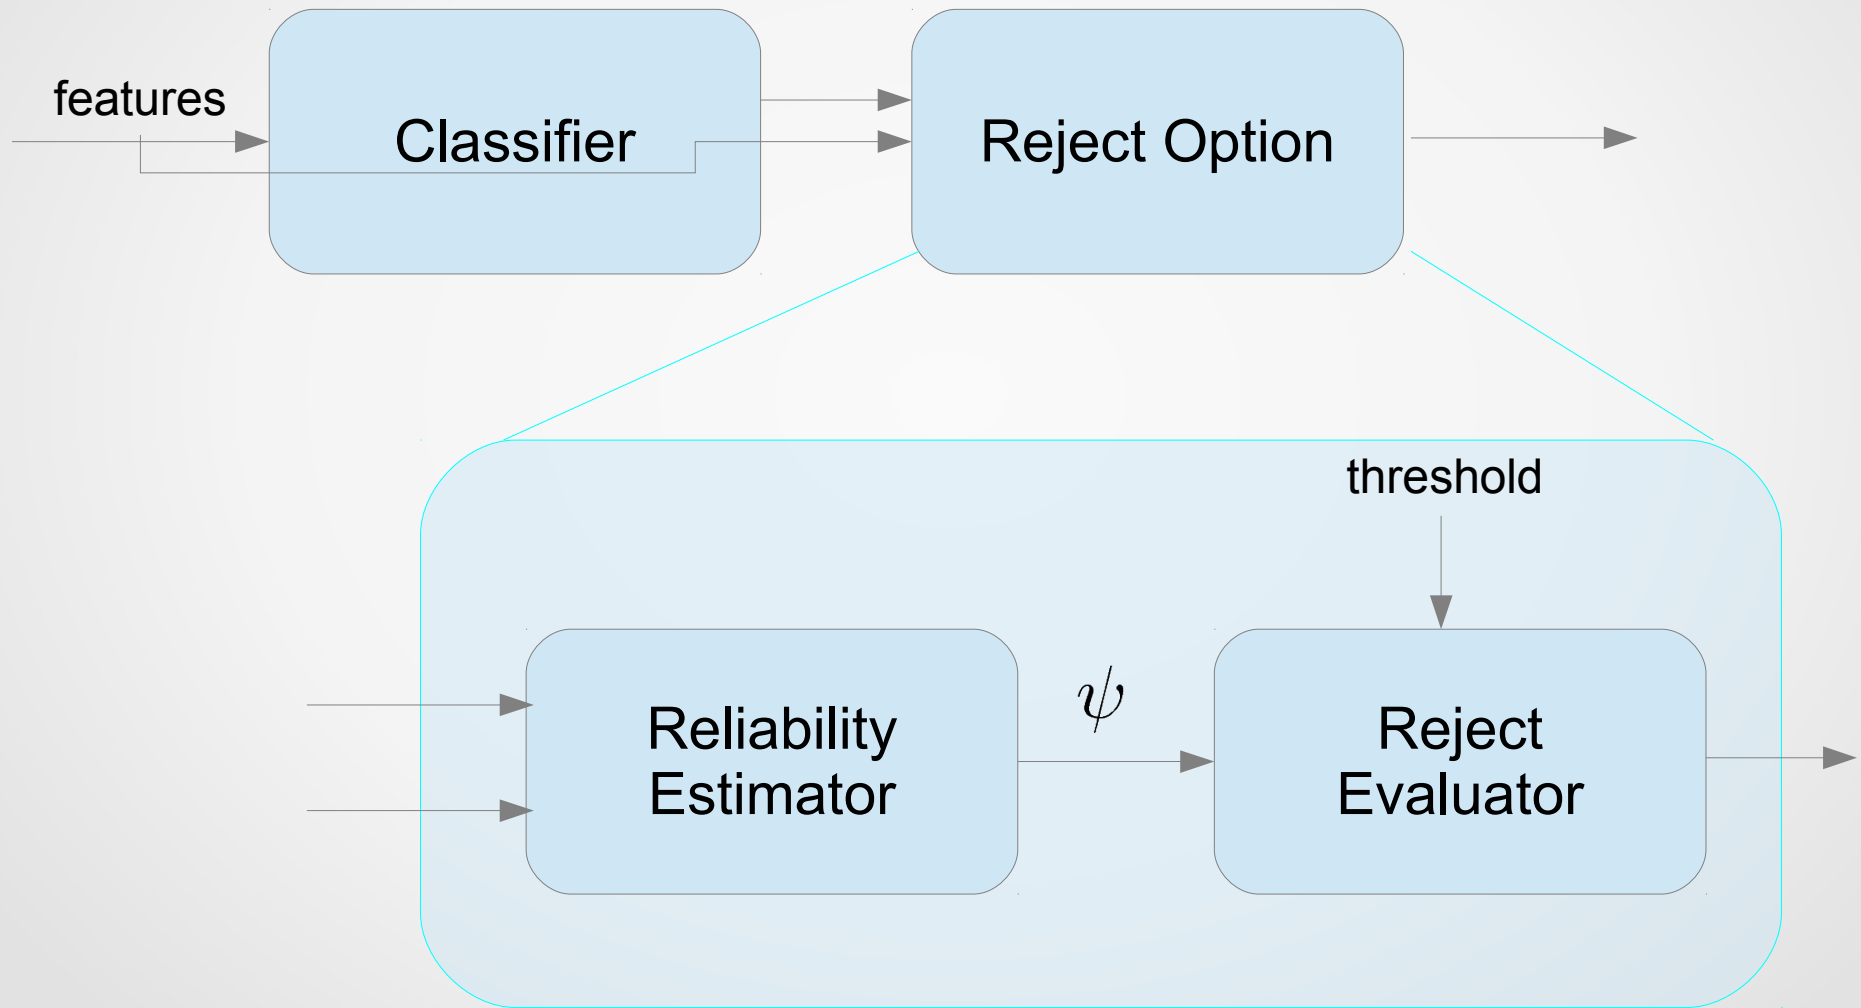 features
Classifier
Reject Option
threshold
ψ
Reliability
Estimator
Reject
Evaluator